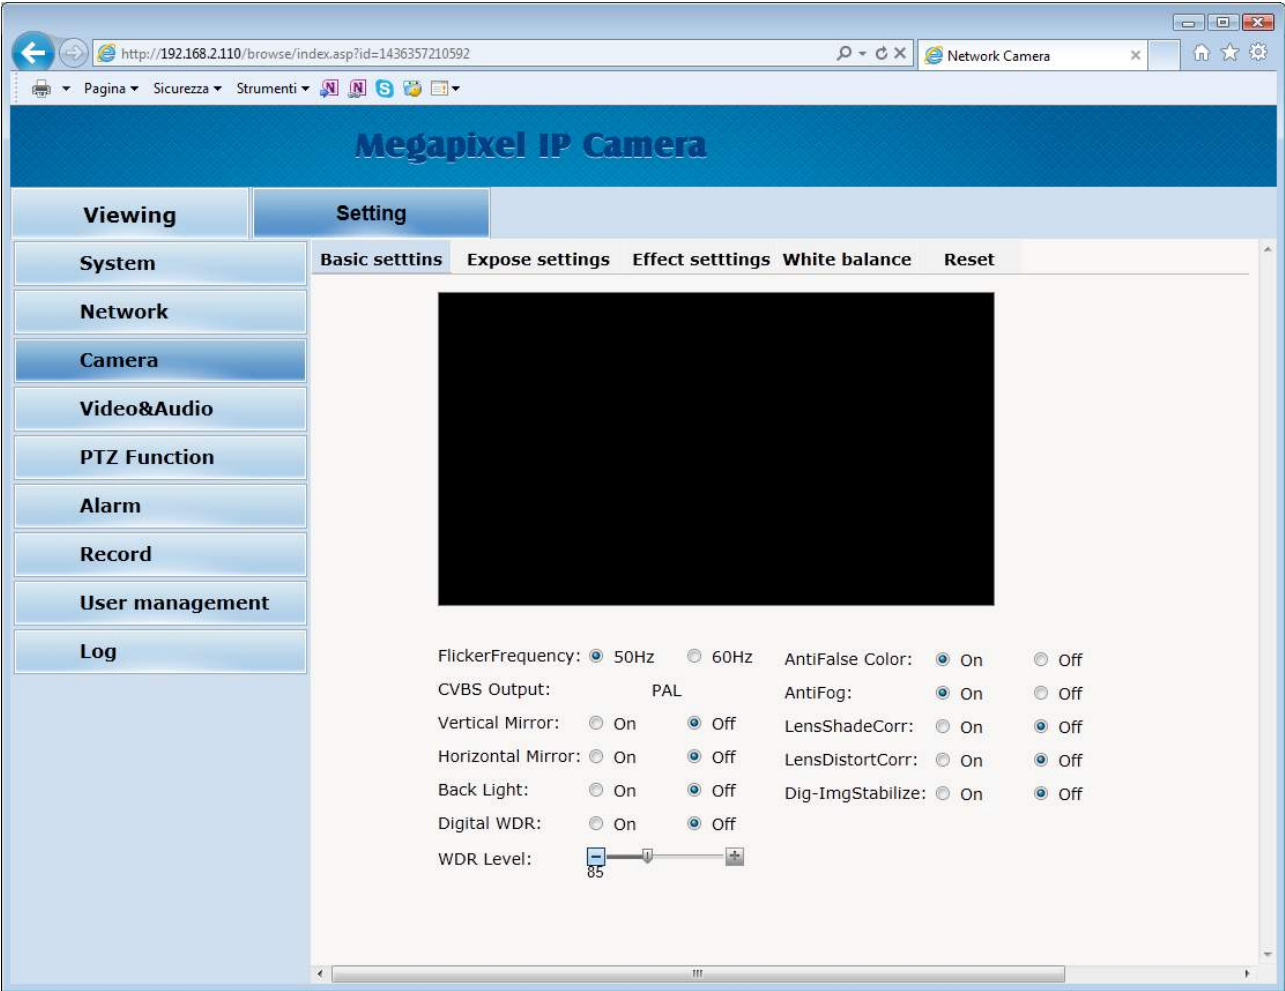 http://192.168.2.110/browse/index.asp?id=1436357210592
Network Camera
Pagina Sicurezza Strumenti
Megapixel IP Camera
Viewing Setting
Basic setttins Expose settings Effect setttings White balance Reset
System
Network
Camera
Video&Audio
PTZ Function
Alarm
Record
User management
Log
FlickerFrequency: 50Hz 60Hz
CVBS Output: PAL
Vertical Mirror: On Off
Horizontal Mirror: On Off
Back Light: On Off
Digital WDR: On Off
WDR Level:
85
AntiFalse Color: On Off
AntiFog: On Off
LensShadeCorr: On Off
LensDistortCorr: On Off
Dig-ImgStabilize: On Off